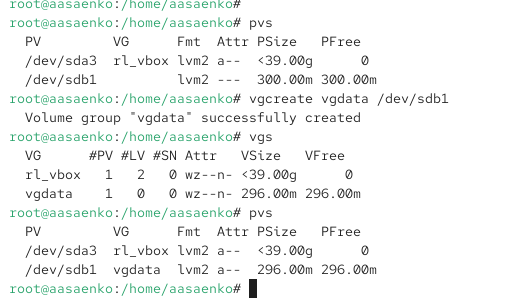 root@aasaenko:/home/aasaenko#
root@aasaenko:/home/aasaenko# pvs
  PV         VG      Fmt  Attr PSize   PFree
  /dev/sda3  rl_vbox lvm2 a--  <39.00g      0
  /dev/sdb1          lvm2 ---  300.00m 300.00m
root@aasaenko:/home/aasaenko# vgcreate vgdata /dev/sdb1
  Volume group "vgdata" successfully created
root@aasaenko:/home/aasaenko# vgs
  VG      #PV #LV #SN Attr   VSize   VFree
  rl_vbox   1   2   0 wz--n- <39.00g      0
  vgdata    1   0   0 wz--n- 296.00m 296.00m
root@aasaenko:/home/aasaenko# pvs
  PV         VG      Fmt  Attr PSize   PFree
  /dev/sda3  rl_vbox lvm2 a--  <39.00g      0
  /dev/sdb1  vgdata  lvm2 a--  296.00m 296.00m
root@aasaenko:/home/aasaenko#